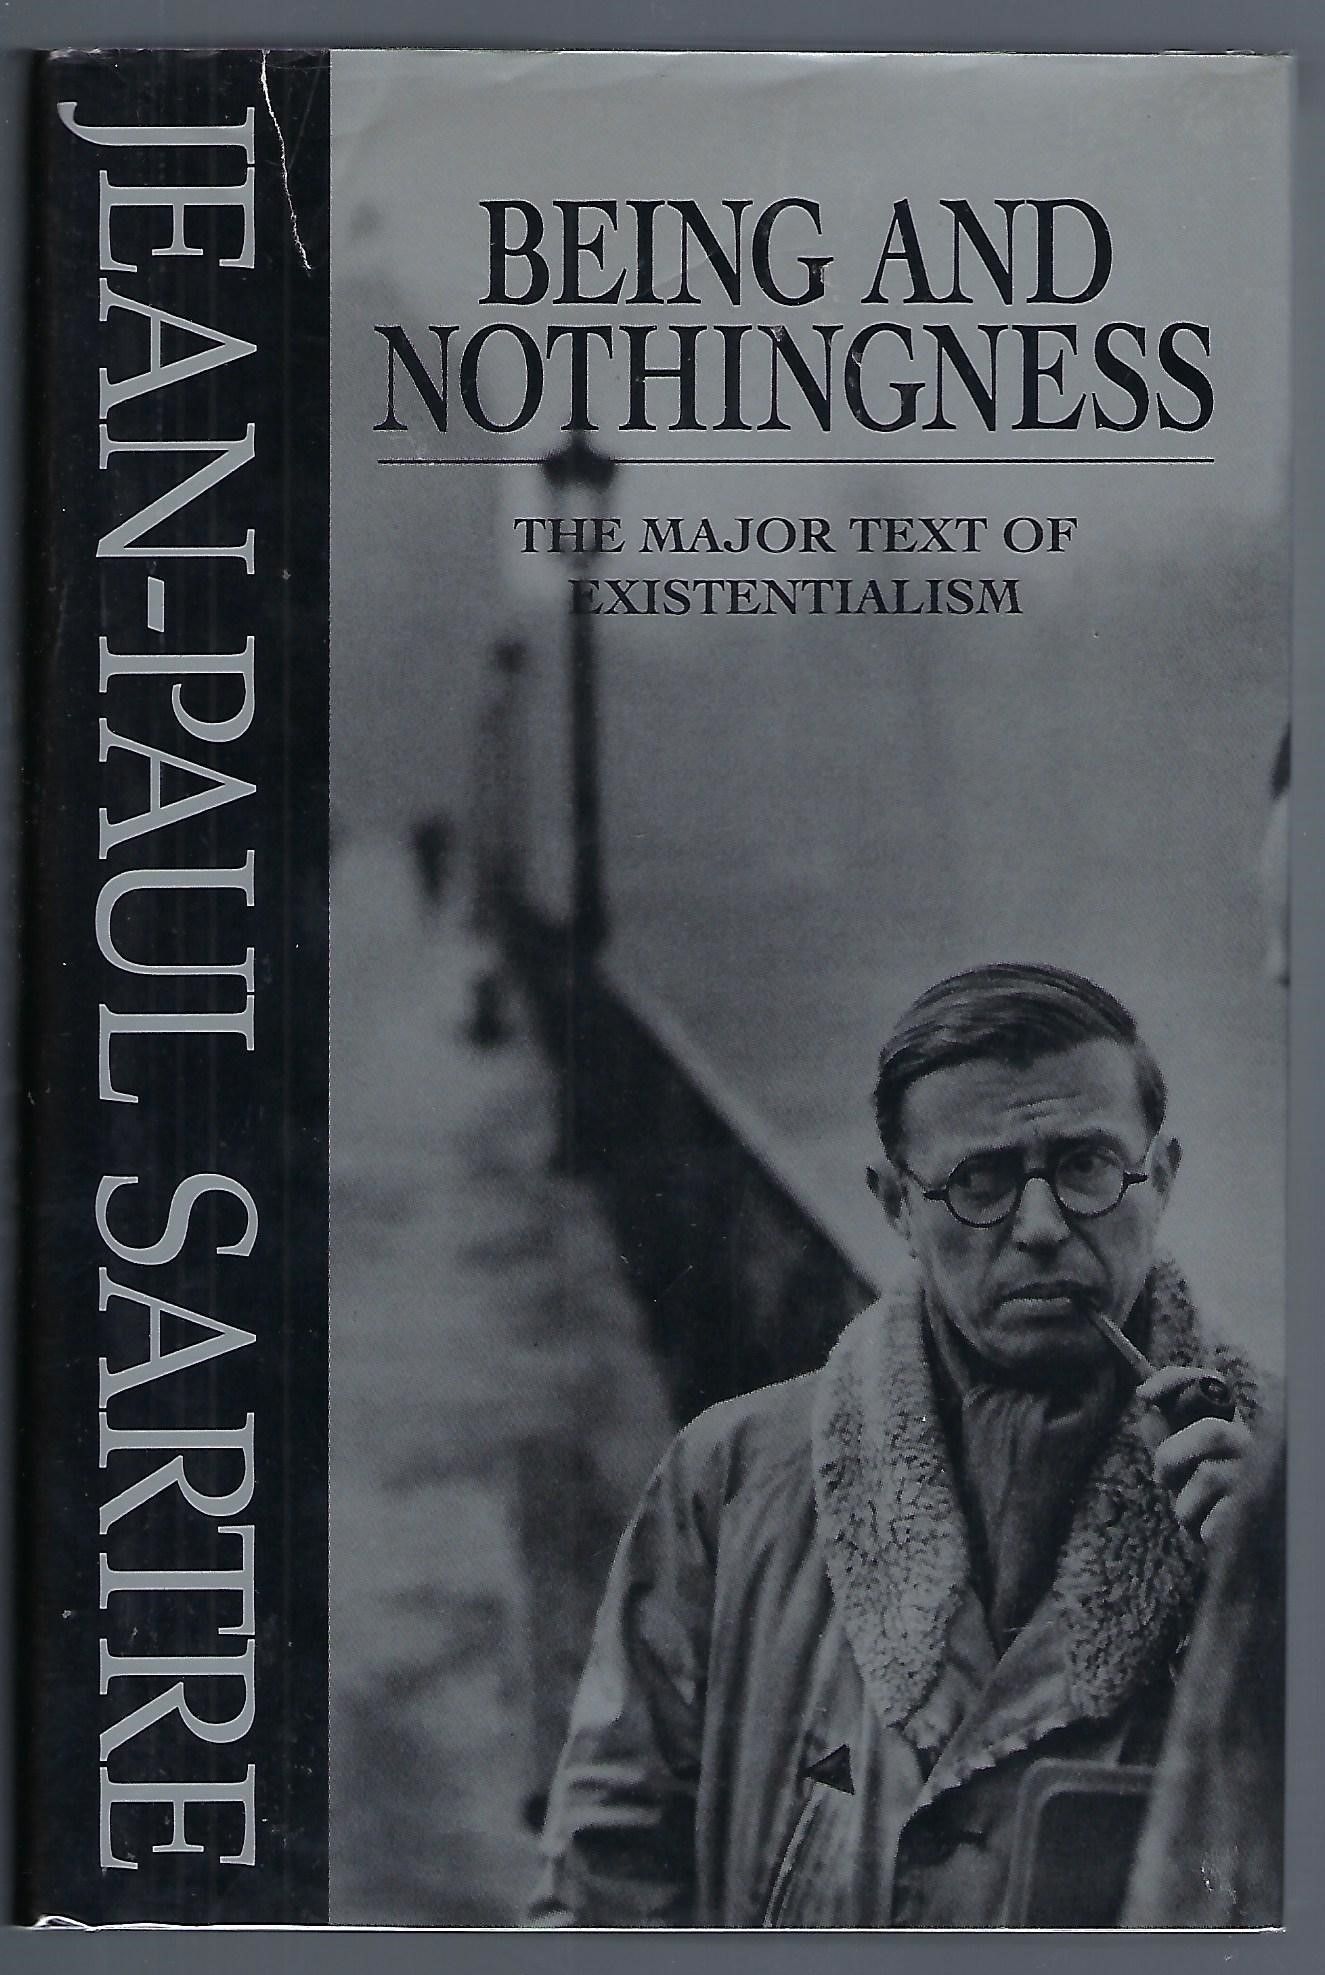 JEAN-PAUL SARTRE
BEING AND
NOTHINGNESS
THE MAJOR TEXT OF
EXISTENTIALISM